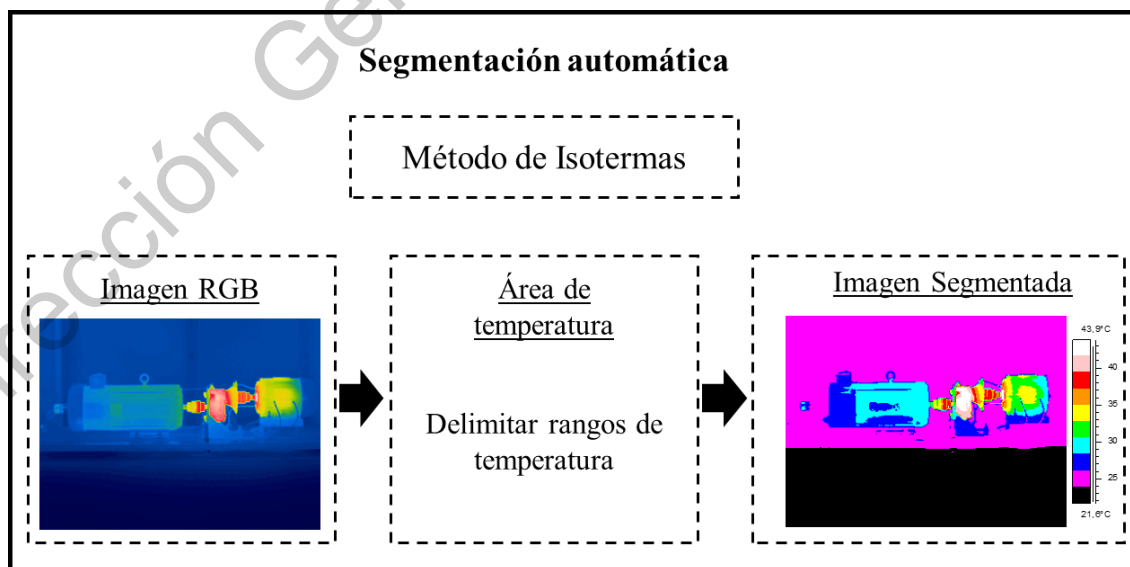 Segmentación automática
Método de Isotermas
Imagen RGB
Área de
temperatura
Delimitar rangos de
temperatura
Imagen Segmentada
43,9°C
40
35
30
25
21,6°C